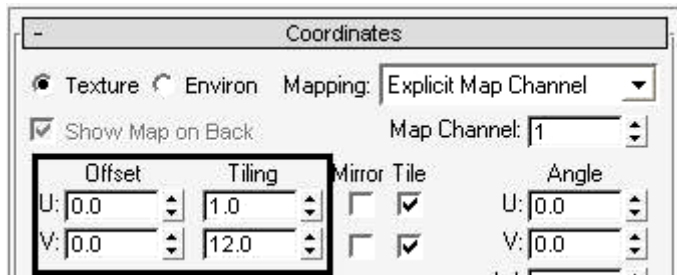 - Coordinates
Texture Environ Mapping: Explicit Map Channel
Show Map on Back Map Channel: 1
Offset Tiling Mirror Tile Angle
U: 0.0 1.0 U: 0.0
V: 0.0 12.0 V: 0.0